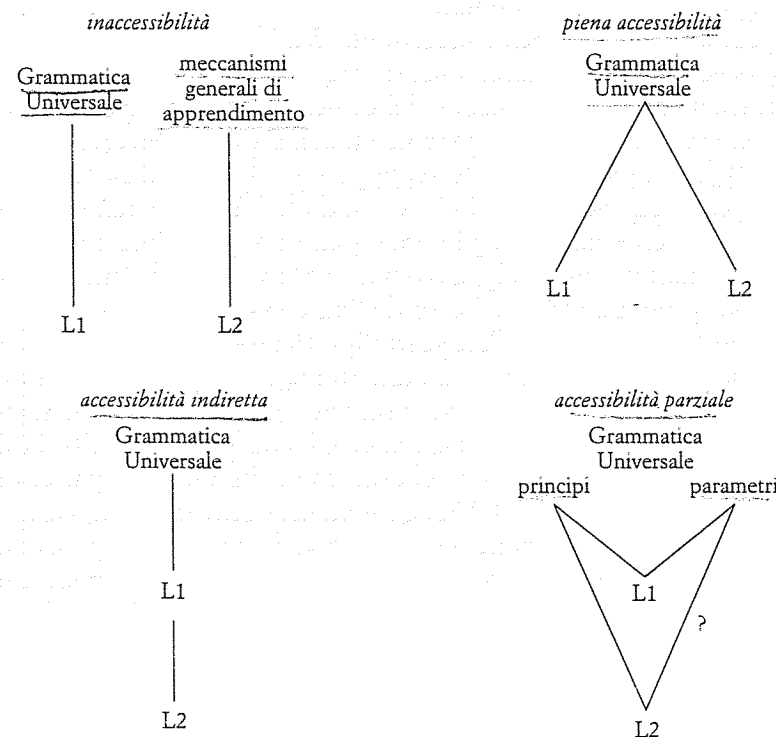 inaccessibilità
Grammatica
Universale
meccanismi
generali di
apprendimento
L1
L2
piena accessibilità
Grammatica
Universale
L1
L2
accessibilità indiretta
Grammatica
Universale
L1
L2
accessibilità parziale
Grammatica
Universale
principi
parametri
L1
?
L2